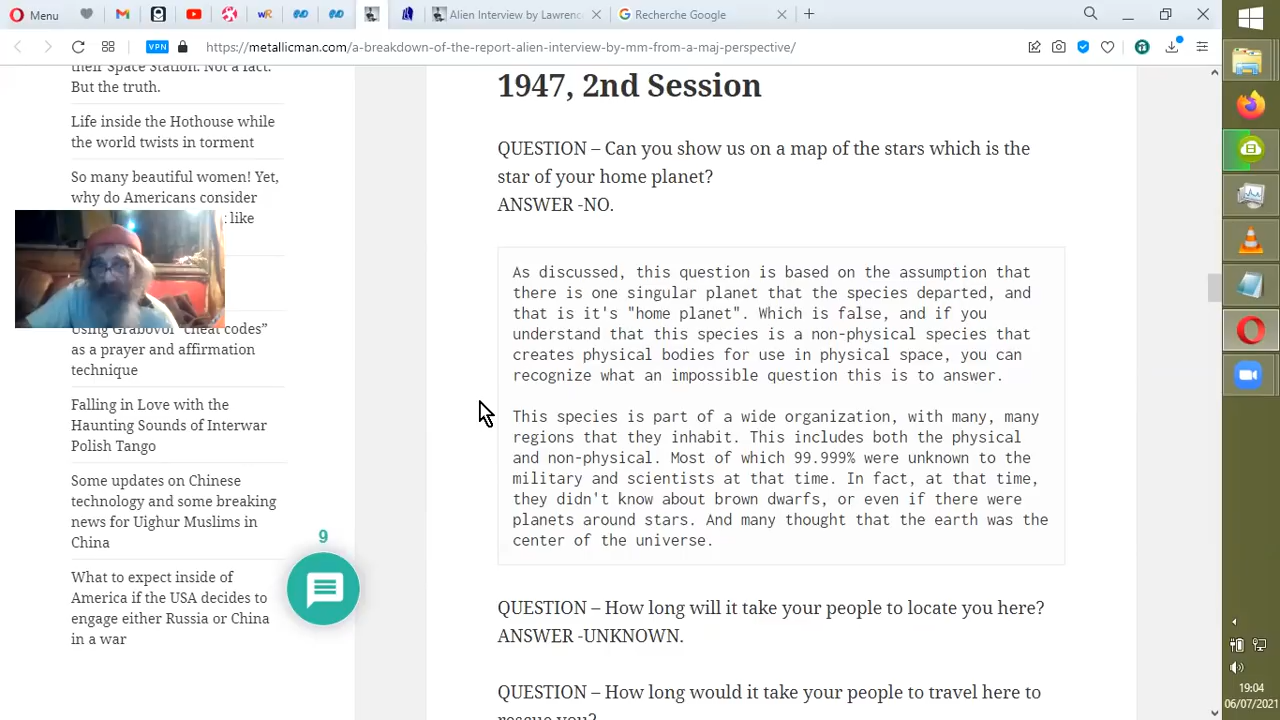 Menu
Alien Interview by Lawrenc
Recherche Google
VPN
https://metallicman.com/a-breakdown-of-the-report-alien-interview-by-mm-from-a-maj-perspective/
their Space Station. Not a fact.
But the truth.
Life inside the Hothouse while
the world twists in torment
So many beautiful women! Yet,
why do Americans consider
like
Using Grabovoi “cheat codes”
as a prayer and affirmation
technique
Falling in Love with the
Haunting Sounds of Interwar
Polish Tango
Some updates on Chinese
technology and some breaking
news for Uighur Muslims in
China
What to expect inside of
America if the USA decides to
engage either Russia or China
in a war
9
1947, 2nd Session
QUESTION – Can you show us on a map of the stars which is the
star of your home planet?
ANSWER -NO.
As discussed, this question is based on the assumption that
there is one singular planet that the species departed, and
that is it's "home planet". Which is false, and if you
understand that this species is a non-physical species that
creates physical bodies for use in physical space, you can
recognize what an impossible question this is to answer.
This species is part of a wide organization, with many, many
regions that they inhabit. This includes both the physical
and non-physical. Most of which 99.999% were unknown to the
military and scientists at that time. In fact, at that time,
they didn't know about brown dwarfs, or even if there were
planets around stars. And many thought that the earth was the
center of the universe.
QUESTION – How long will it take your people to locate you here?
ANSWER -UNKNOWN.
QUESTION – How long would it take your people to travel here to
rescue you?
19:04
06/07/2021